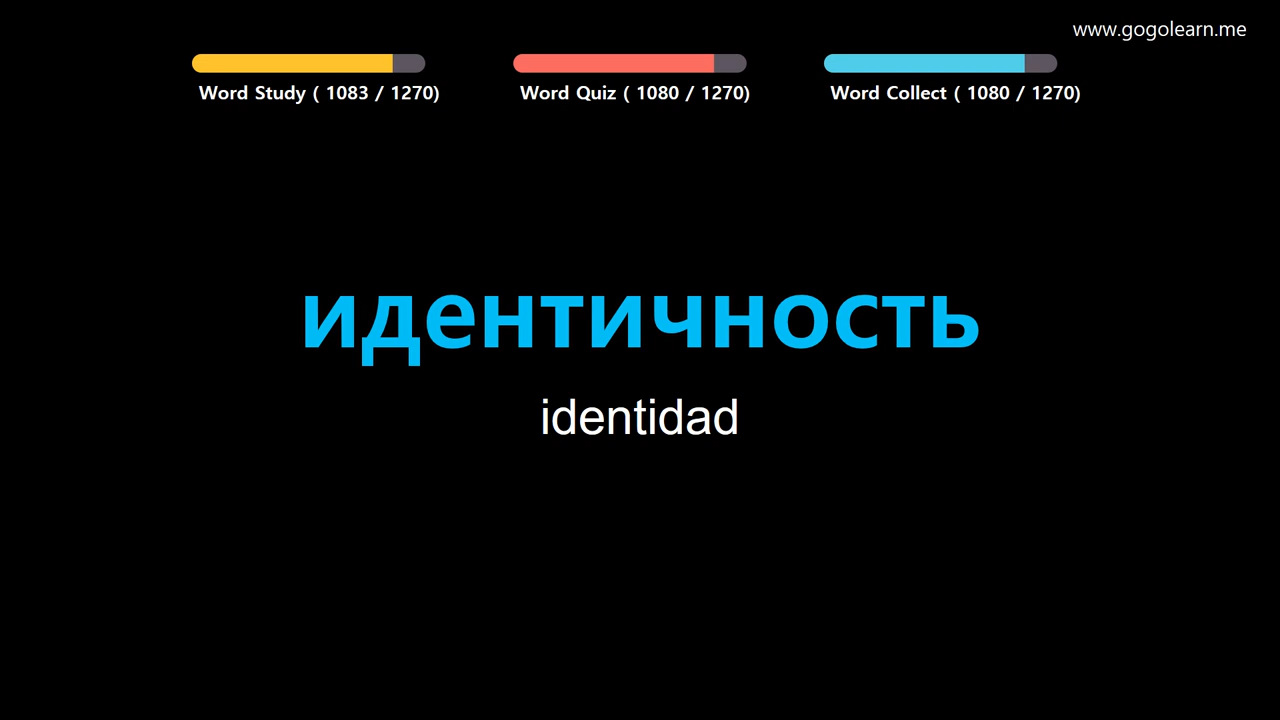 www.gogolearn.me
Word Study ( 1083 / 1270)
Word Quiz ( 1080 / 1270)
Word Collect ( 1080 / 1270)
идентичность
identidad